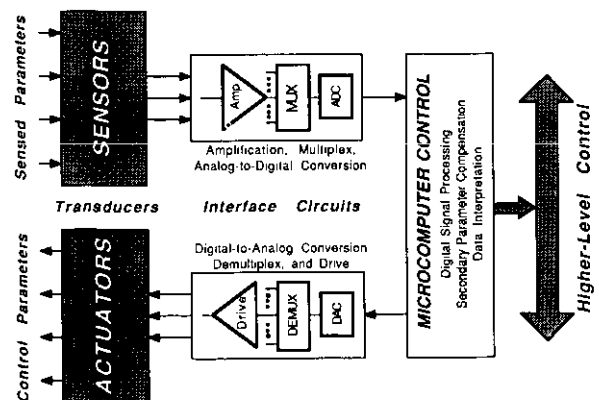 Sensed Parameters
SENSORS
Amp
MUX
ADC
Amplification, Multiplex,
Analog-to-Digital Conversion
Transducers
Interface Circuits
Digital-to-Analog Conversion
Demultiplex, and Drive
Drive
DEMUX
DAC
ACTUATORS
Control Parameters
MICROCOMPUTER CONTROL
Digital Signal Processing
Secondary Parameter Compensation
Data Interpretation
Higher-Level Control